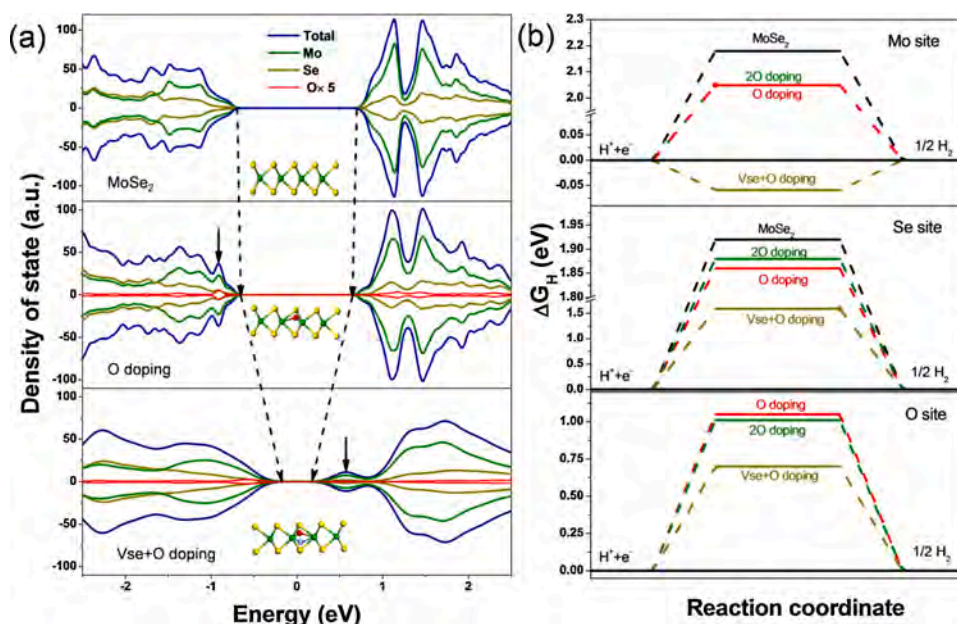 (a)
Total
Mo
Se
O× 5
100
50
0
-50
-100
MoSe2
100
50
0
-50
-100
O doping
100
50
0
-50
Vse+O doping
-2
-1
0
1
2
Density of state (a.u.)
Energy (eV)
(b)
Mo site
2.2
2.1
2.0
0.05
0.00
-0.05
MoSe2
2O doping
O doping
H⁺+e⁻
1/2 H2
Vse+O doping
Se site
1.95
1.90
1.85
1.80
1.5
1.0
0.5
0.0
MoSe2
2O doping
O doping
Vse+O doping
H⁺+e⁻
1/2 H2
O site
1.00
0.75
0.50
0.25
0.00
O doping
2O doping
Vse+O doping
H⁺+e⁻
1/2 H2
ΔGH (eV)
Reaction coordinate